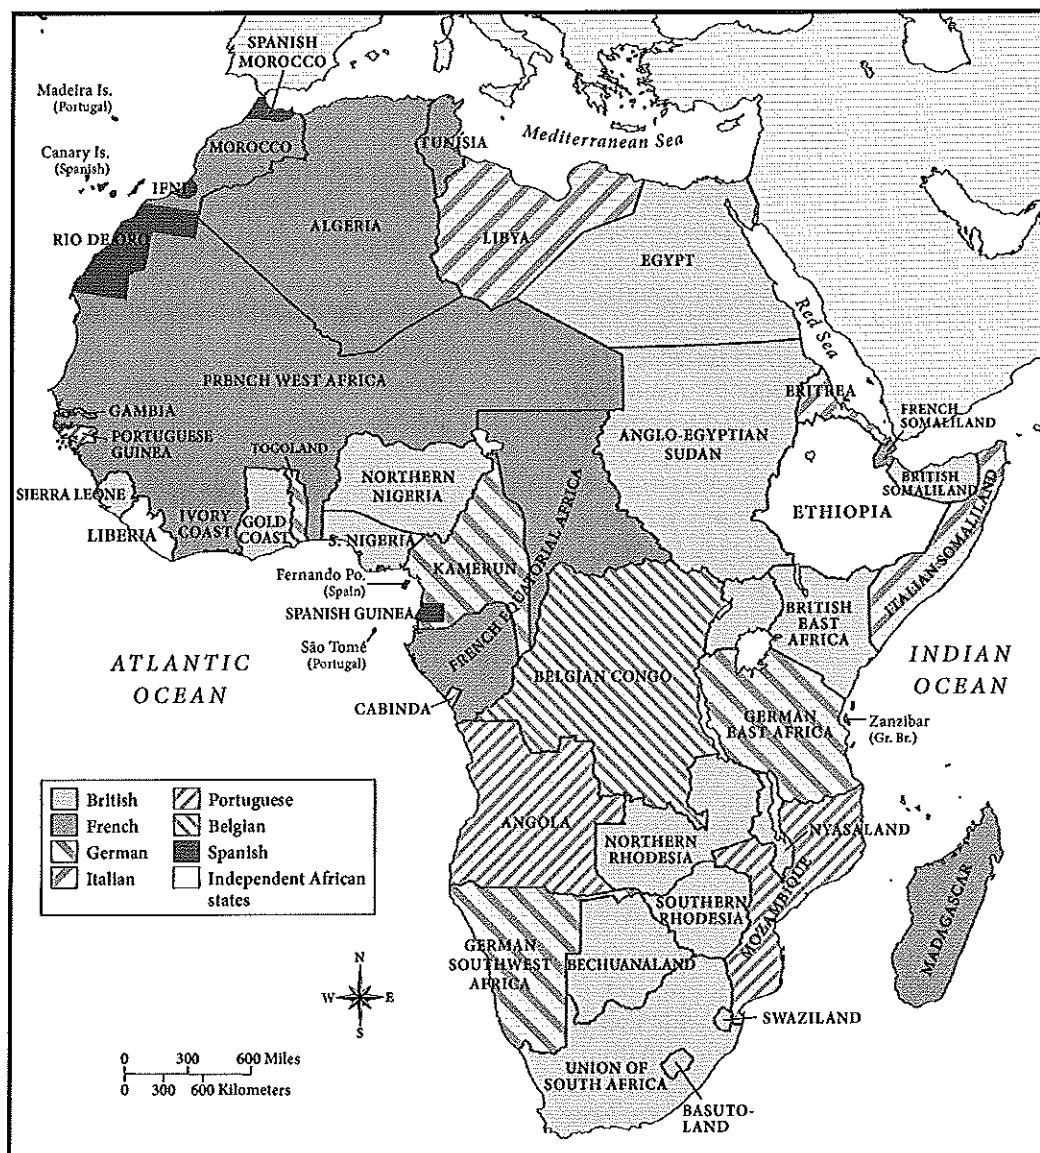 SPANISH
MOROCCO
Madeira Is.
(Portugal)
Mediterranean Sea
TUNISIA
MOROCCO
Canary Is.
(Spanish)
IFNI
ALGERIA
LIBYA
RIO DE ORO
EGYPT
Red Sea
FRENCH WEST AFRICA
ERITREA
GAMBIA
FRENCH
SOMALILAND
PORTUGUESE
GUINEA
TOGOLAND
ANGLO-EGYPTIAN
SUDAN
NORTHERN
NIGERIA
BRITISH
SOMALILAND
SIERRA LEONE
IVORY
COAST
GOLD
COAST
ETHIOPIA
LIBERIA
S. NIGERIA
FRENCH EQUATORIAL AFRICA
KAMERUN
ITALIAN SOMALILAND
Fernando Po.
(Spain)
SPANISH GUINEA
BRITISH
EAST
AFRICA
São Tomé
(Portugal)
ATLANTIC
OCEAN
INDIAN
OCEAN
BELGIAN CONGO
CABINDA
GERMAN
EAST AFRICA
Zanzibar
(Gr. Br.)
British
French
German
Italian
Portuguese
Belgian
Spanish
Independent African
states
ANGOLA
NYASALAND
NORTHERN
RHODESIA
SOUTHERN
RHODESIA
MOZAMBIQUE
MADAGASCAR
GERMAN
SOUTHWEST
AFRICA
BECHUANALAND
N
W E
S
SWAZILAND
0 300 600 Miles
0 300 600 Kilometers
UNION OF
SOUTH AFRICA
BASUTO-
LAND